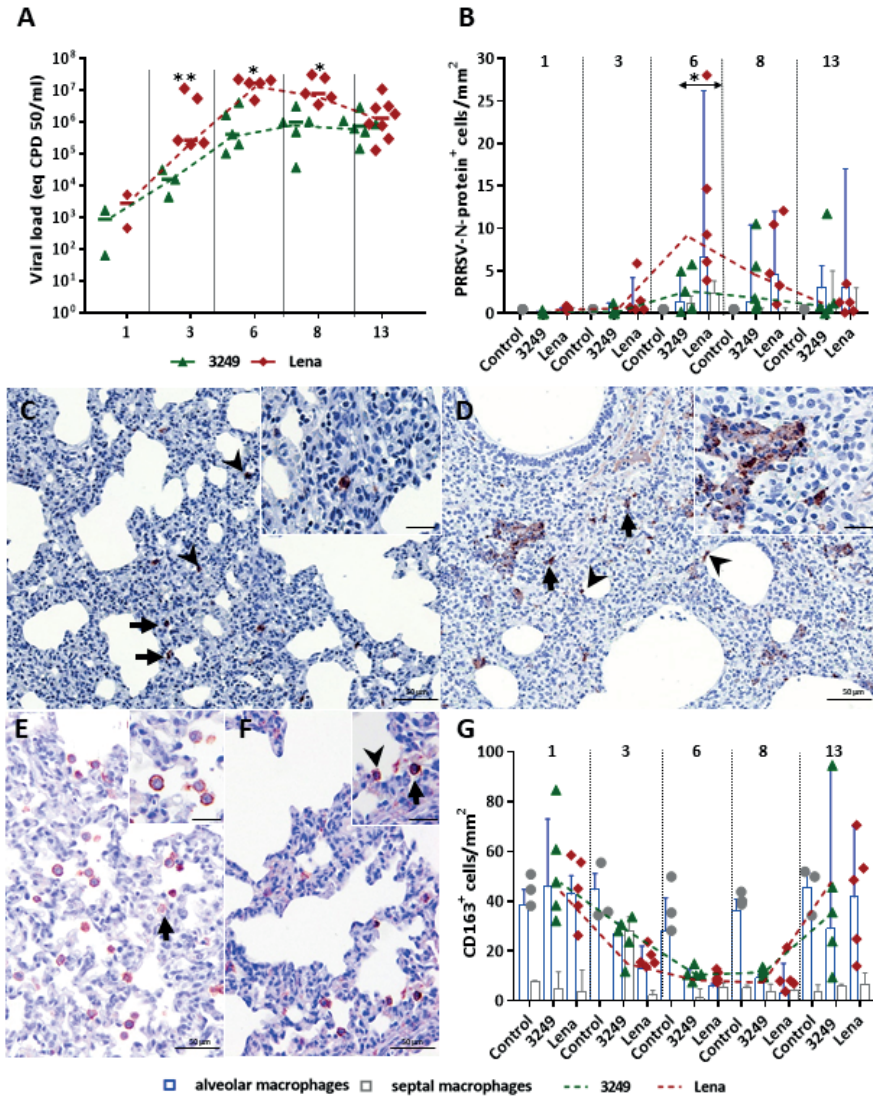 A
Viral load (eq CPD 50/ml)
10⁸
10⁷
10⁶
10⁵
10⁴
10³
10²
10¹
10⁰
** * *
1 3 6 8 13
3249 Lena
B
PRRSV-N-protein⁺ cells/mm²
30
25
20
15
10
5
0
1 3 6 8 13
*
Control 3249 Lena Control 3249 Lena Control 3249 Lena Control 3249 Lena Control 3249 Lena
C
50 µm
D
50 µm
E
50 µm
F
50 µm
G
CD163⁺ cells/mm²
100
80
60
40
20
0
1 3 6 8 13
Control 3249 Lena Control 3249 Lena Control 3249 Lena Control 3249 Lena Control 3249 Lena
alveolar macrophages septal macrophages 3249 Lena